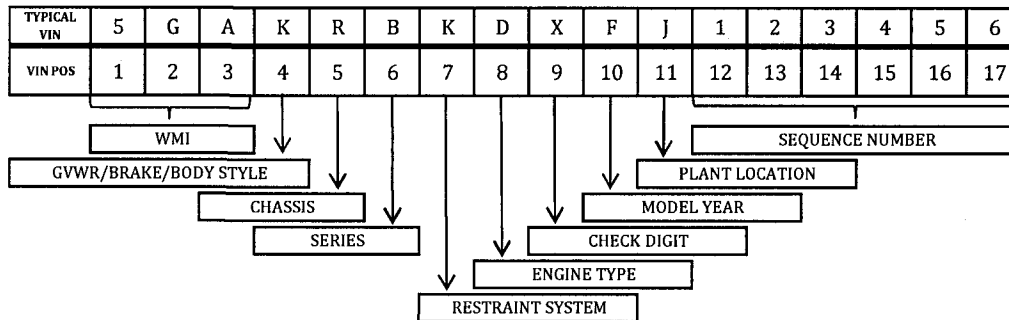 TYPICAL VIN 5 G A K R B K D X F J 1 2 3 4 5 6
VIN POS 1 2 3 4 5 6 7 8 9 10 11 12 13 14 15 16 17
WMI SEQUENCE NUMBER
GVWR/BRAKE/BODY STYLE PLANT LOCATION
CHASSIS MODEL YEAR
SERIES CHECK DIGIT
ENGINE TYPE
RESTRAINT SYSTEM